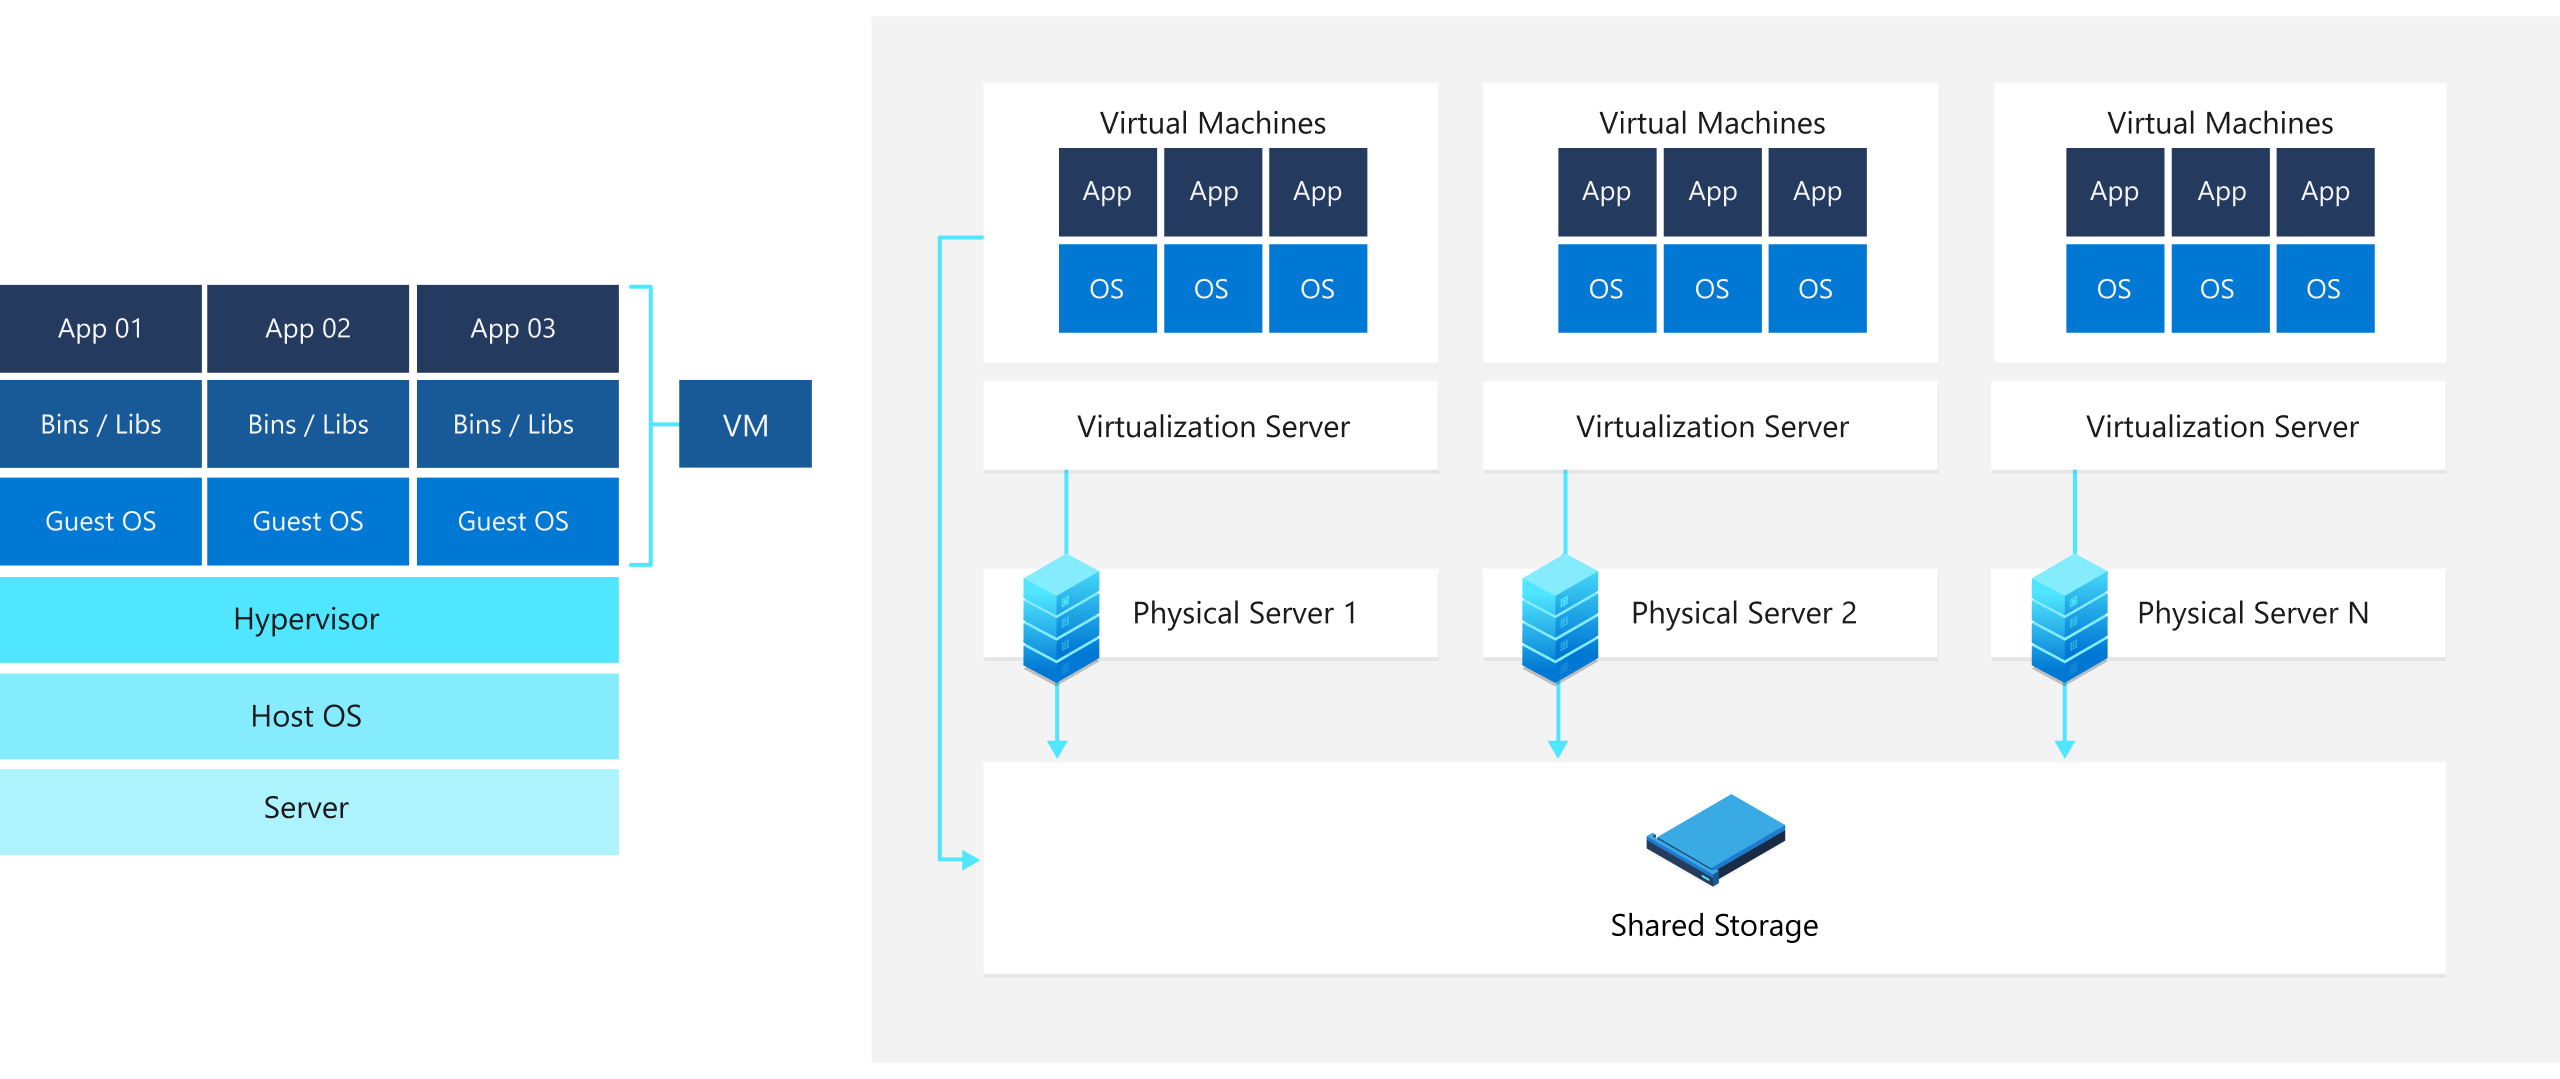 App 01
App 02
App 03
Bins / Libs
Bins / Libs
Bins / Libs
Guest OS
Guest OS
Guest OS
VM
Hypervisor
Host OS
Server
Virtual Machines
App
App
App
OS
OS
OS
Virtual Machines
App
App
App
OS
OS
OS
Virtual Machines
App
App
App
OS
OS
OS
Virtualization Server
Virtualization Server
Virtualization Server
Physical Server 1
Physical Server 2
Physical Server N
Shared Storage